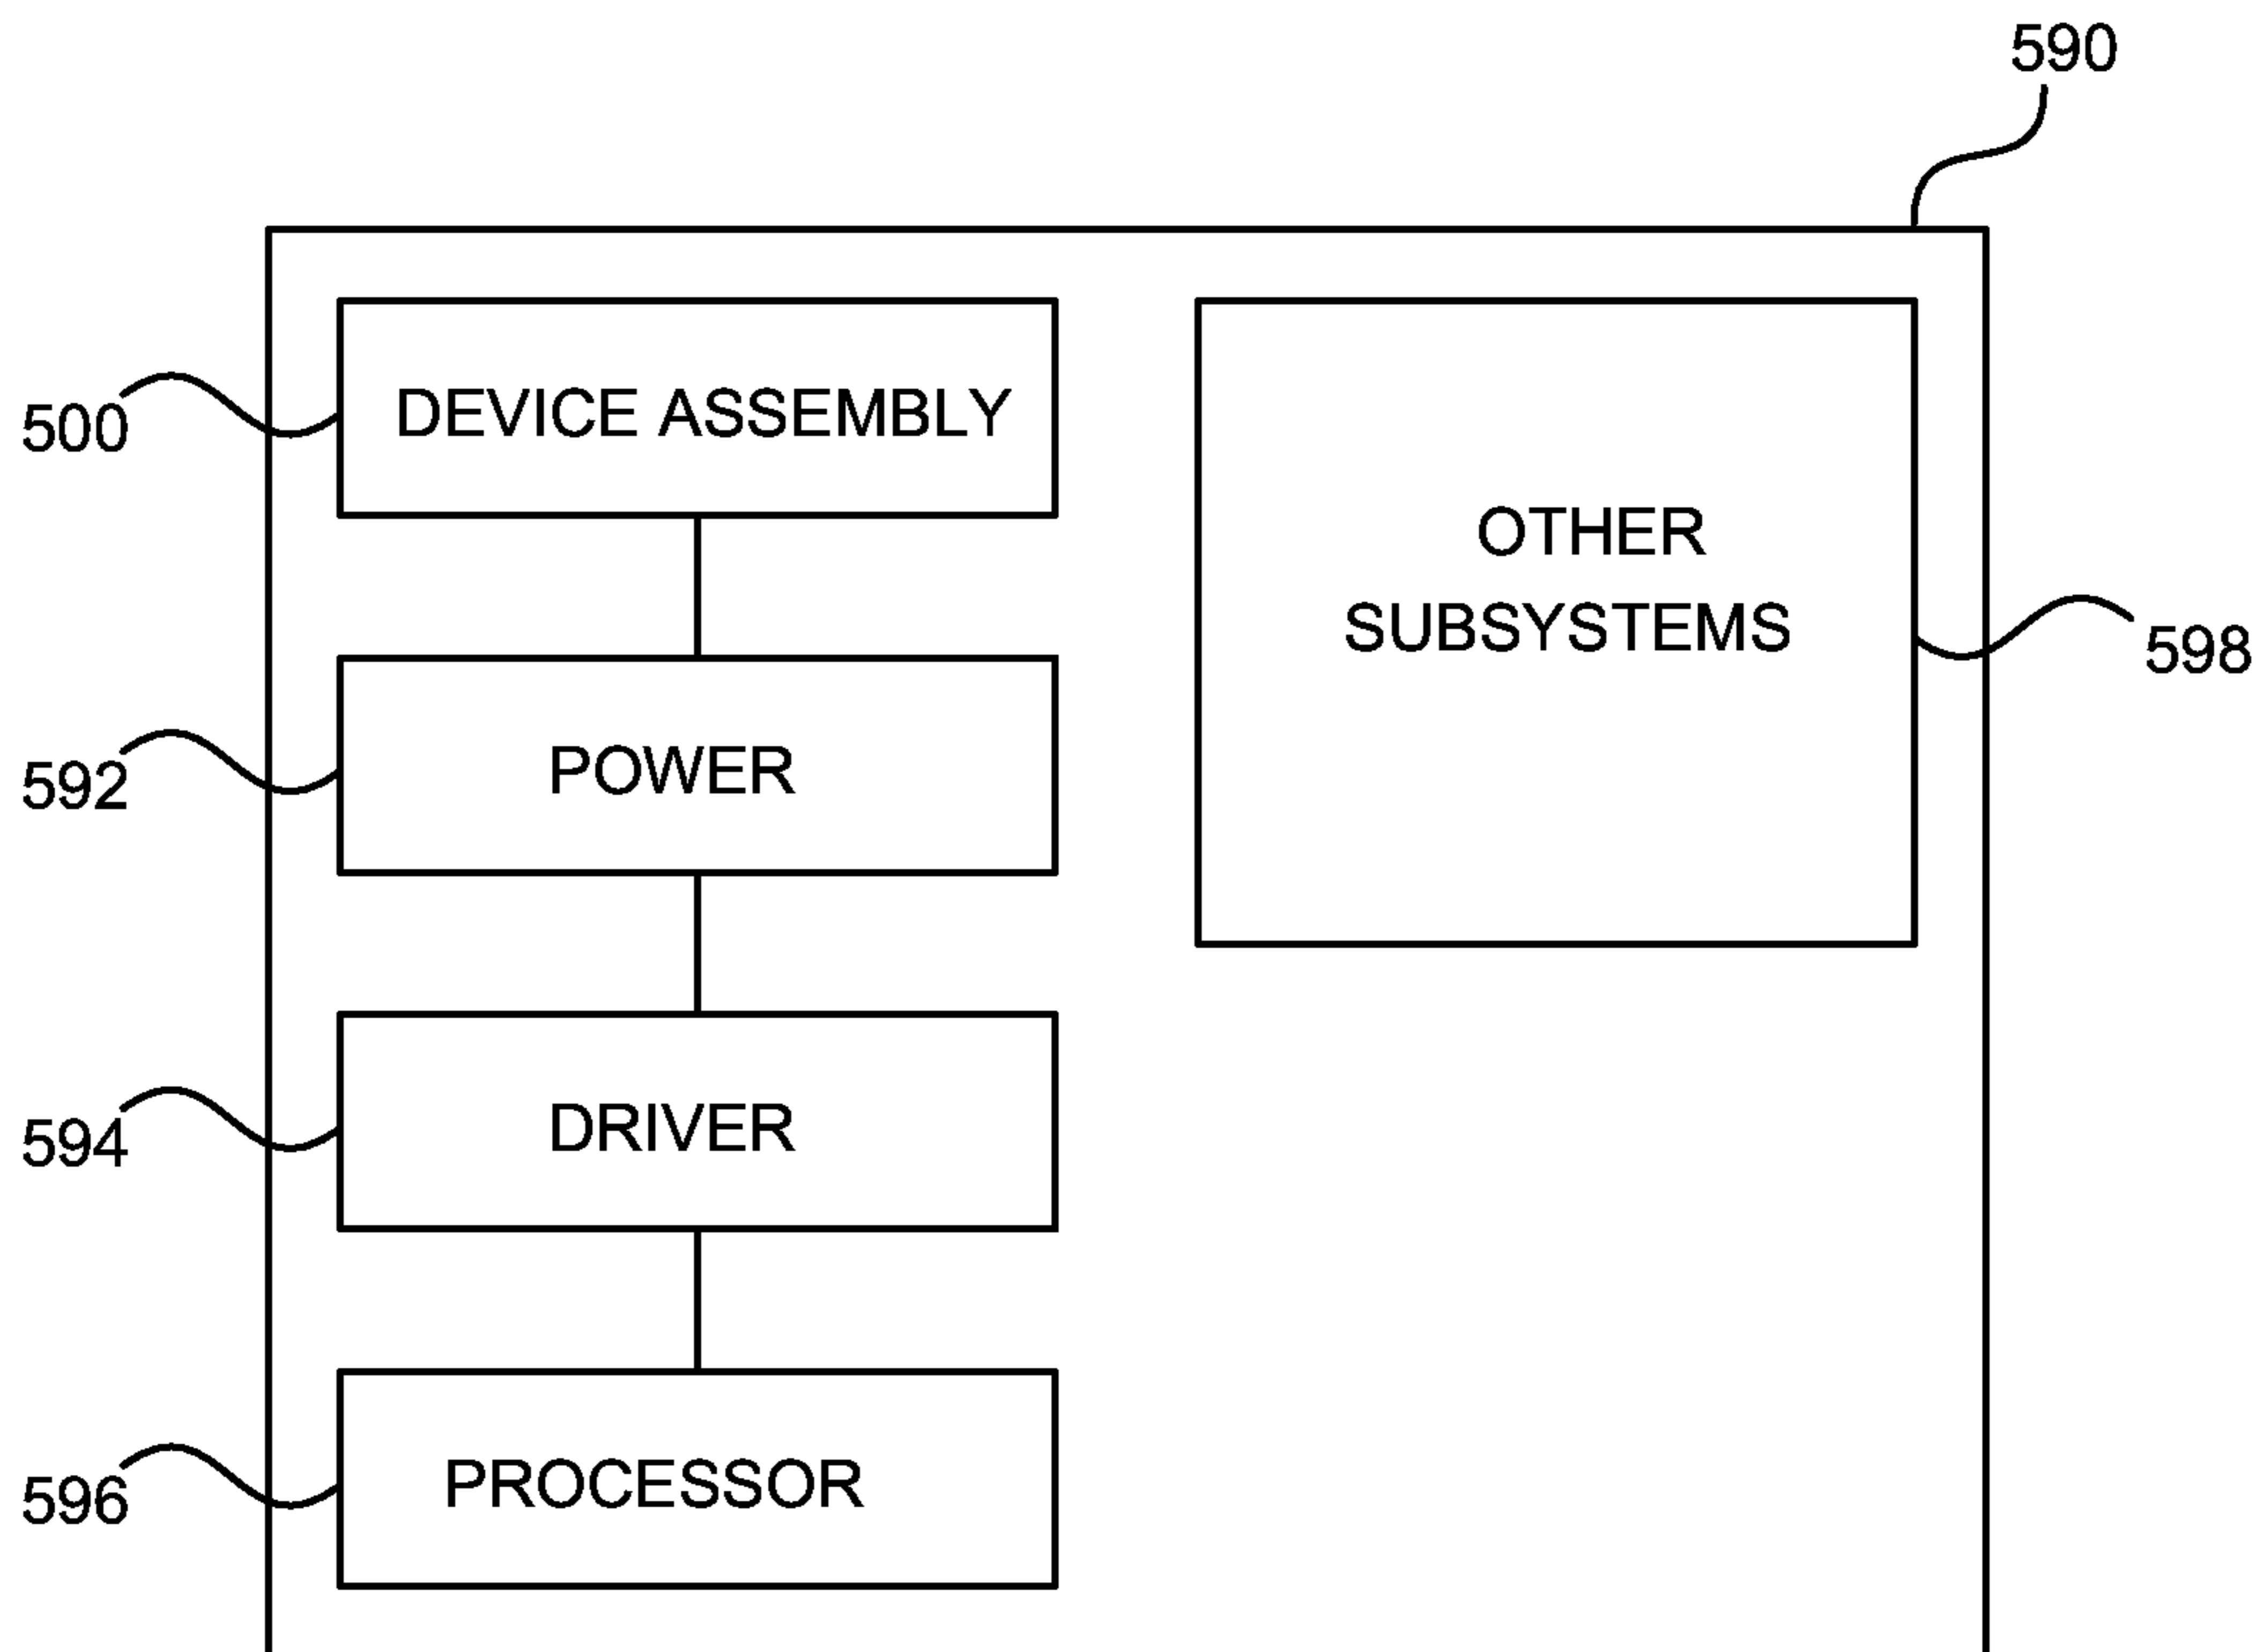 590
DEVICE ASSEMBLY
500
OTHER
SUBSYSTEMS
598
POWER
592
DRIVER
594
PROCESSOR
596